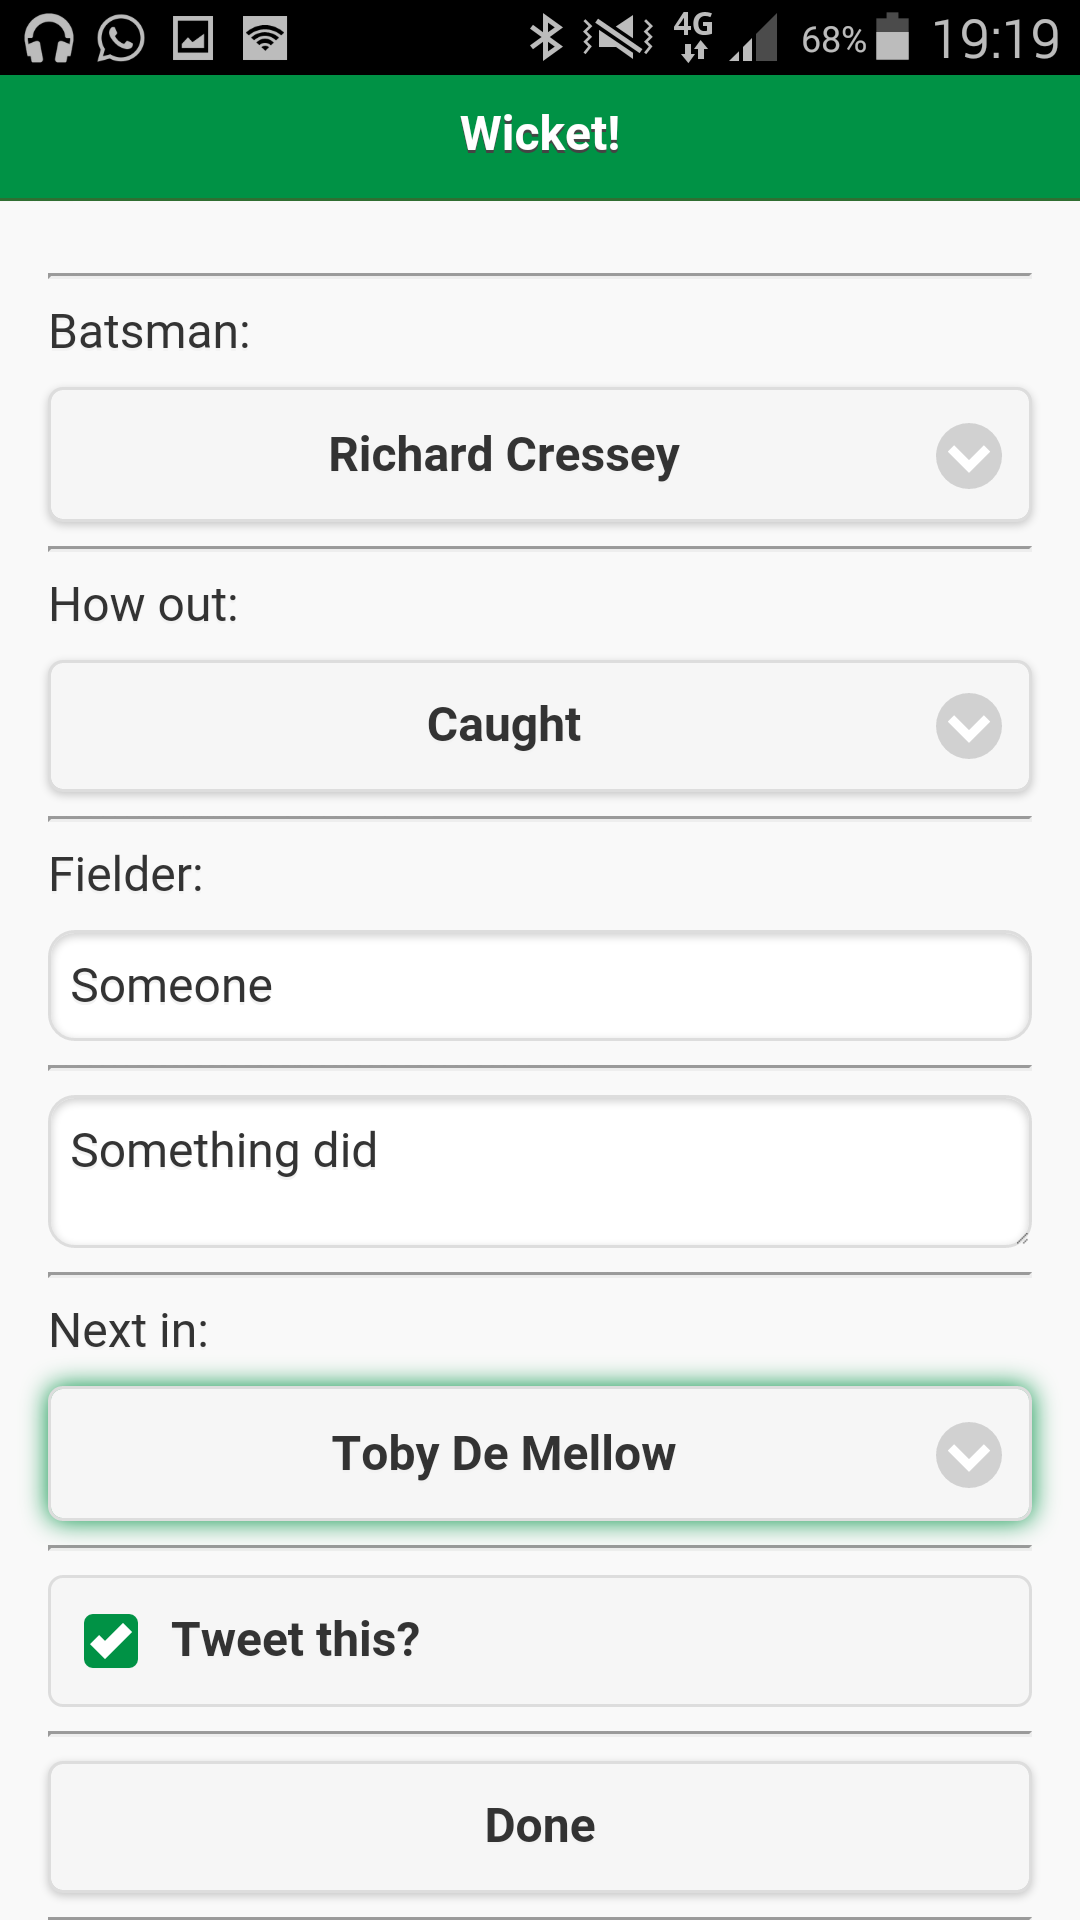 4G 68% 19:19
Wicket!
Batsman:
Richard Cressey
How out:
Caught
Fielder:
Someone
Something did
Next in:
Toby De Mellow
Tweet this?
Done